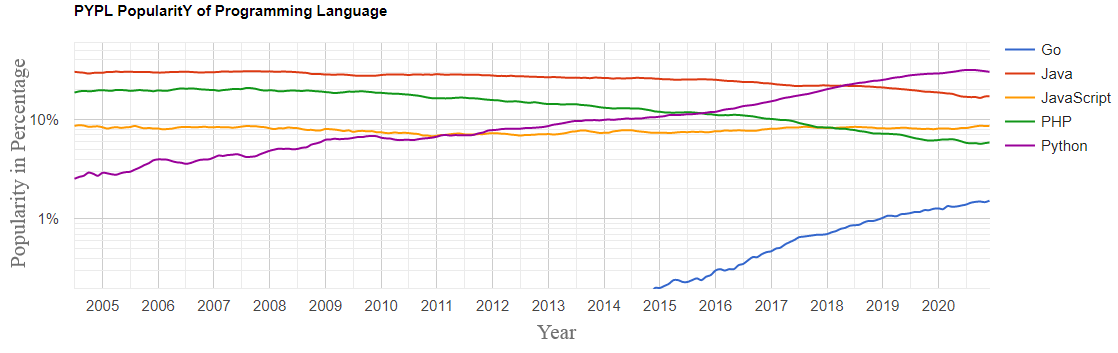 PYPL PopularitY of Programming Language
Popularity in Percentage
10%
1%
2005 2006 2007 2008 2009 2010 2011 2012 2013 2014 2015 2016 2017 2018 2019 2020
Year
Go
Java
JavaScript
PHP
Python